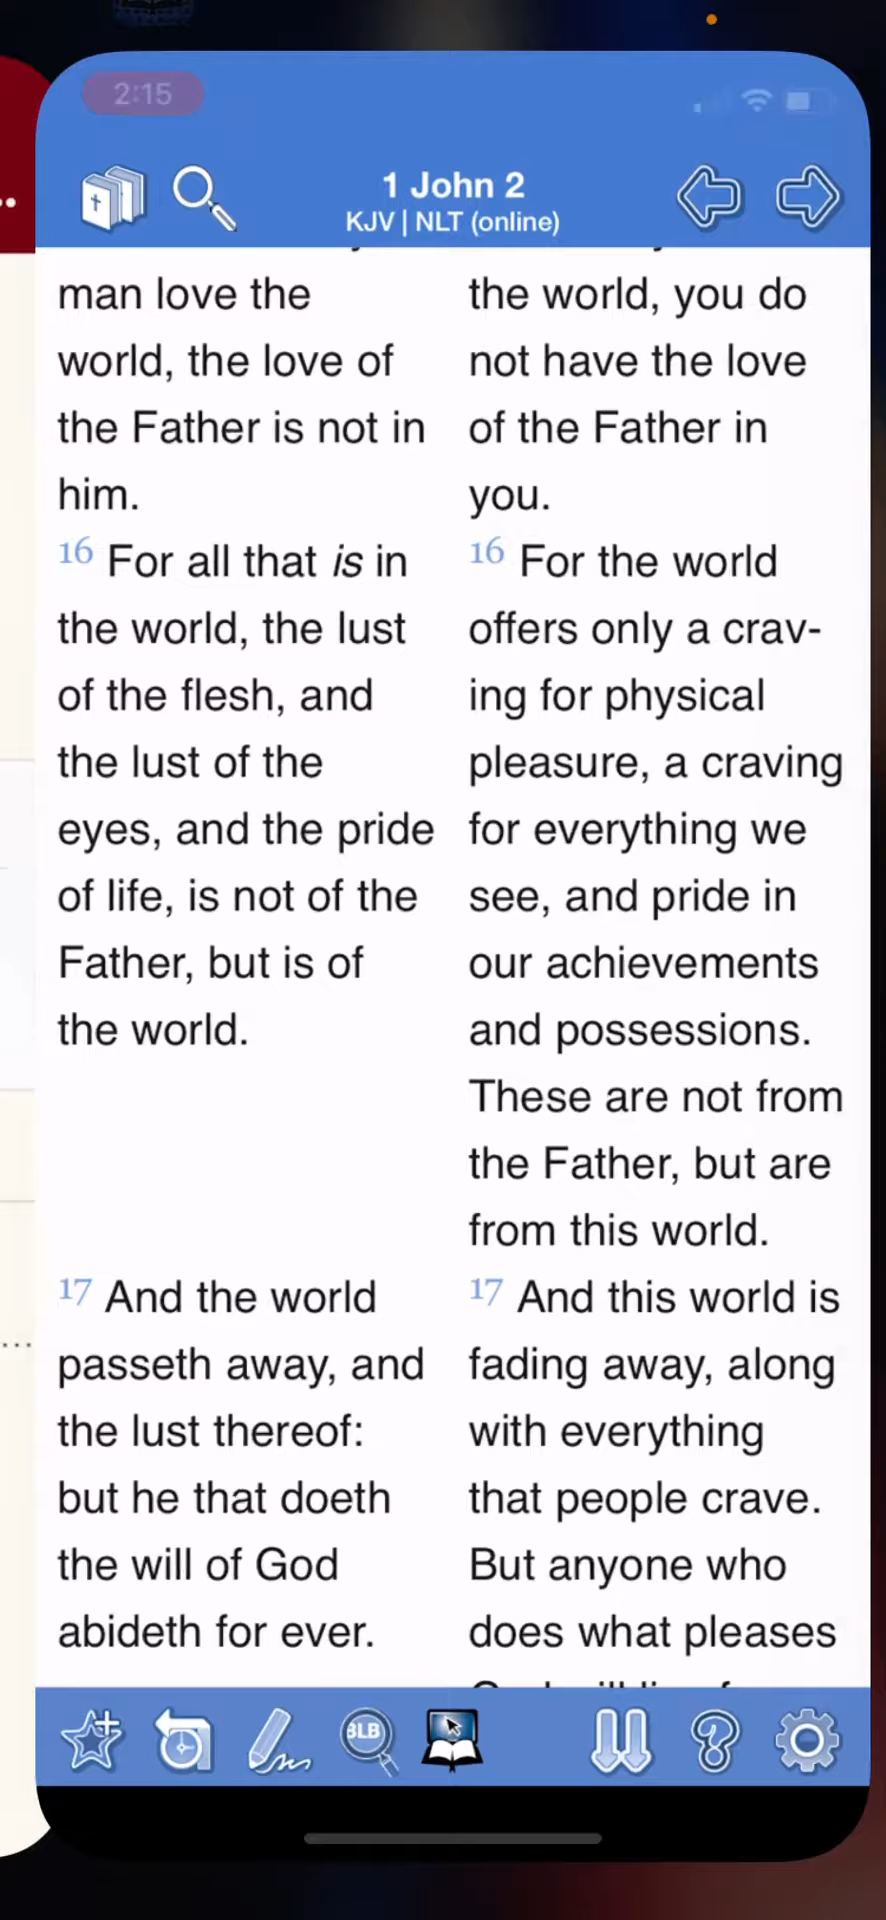 2:15
1 John 2
KJV | NLT (online)
man love the
world, the love of
the Father is not in
him.
16 For all that is in
the world, the lust
of the flesh, and
the lust of the
eyes, and the pride
of life, is not of the
Father, but is of
the world.
17 And the world
passeth away, and
the lust thereof:
but he that doeth
the will of God
abideth for ever.
the world, you do
not have the love
of the Father in
you.
16 For the world
offers only a crav-
ing for physical
pleasure, a craving
for everything we
see, and pride in
our achievements
and possessions.
These are not from
the Father, but are
from this world.
17 And this world is
fading away, along
with everything
that people crave.
But anyone who
does what pleases
BLB